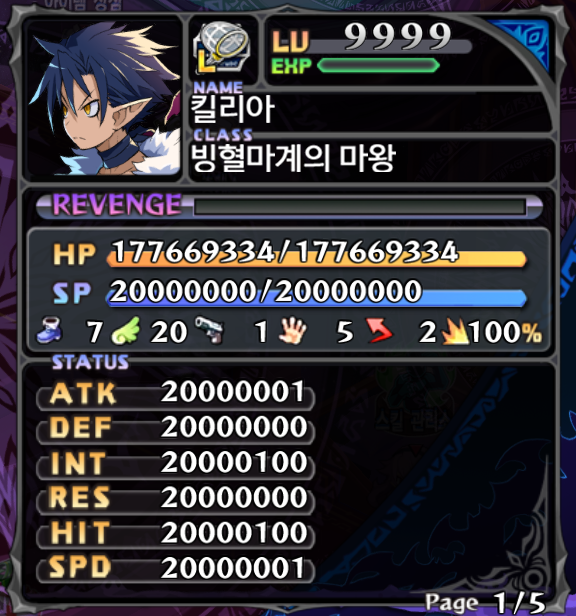 LV 9999
EXP
NAME
킬리아
CLASS
빙혈마계의 마왕
REVENGE
HP 177669334/177669334
SP 20000000/20000000
7 20 1 5 2 100%
STATUS
ATK 20000001
DEF 20000000
INT 20000100
RES 20000000
HIT 20000100
SPD 20000001
Page 1/5